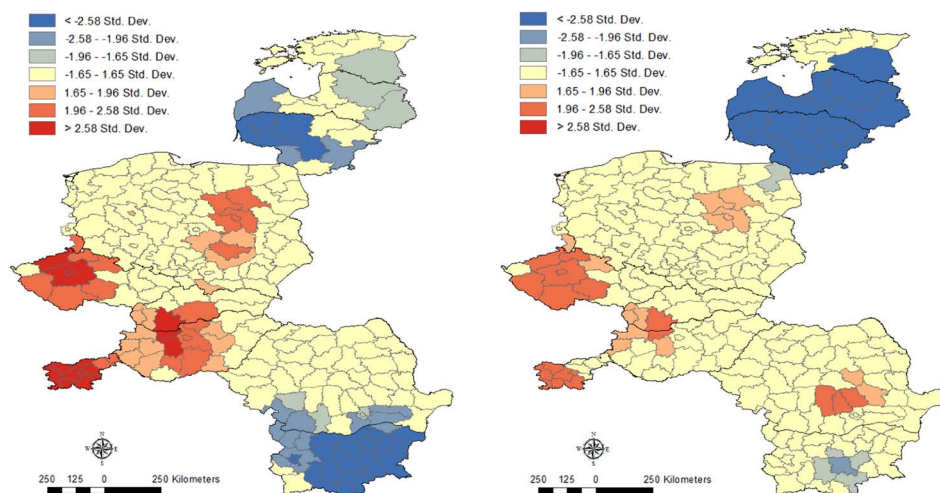 < -2.58 Std. Dev.
-2.58 - -1.96 Std. Dev.
-1.96 - -1.65 Std. Dev.
-1.65 - 1.65 Std. Dev.
1.65 - 1.96 Std. Dev.
1.96 - 2.58 Std. Dev.
> 2.58 Std. Dev.
N
W E
S
250 125 0 250 Kilometers
< -2.58 Std. Dev.
-2.58 - -1.96 Std. Dev.
-1.96 - -1.65 Std. Dev.
-1.65 - 1.65 Std. Dev.
1.65 - 1.96 Std. Dev.
1.96 - 2.58 Std. Dev.
> 2.58 Std. Dev.
N
W E
S
250 125 0 250 Kilometers